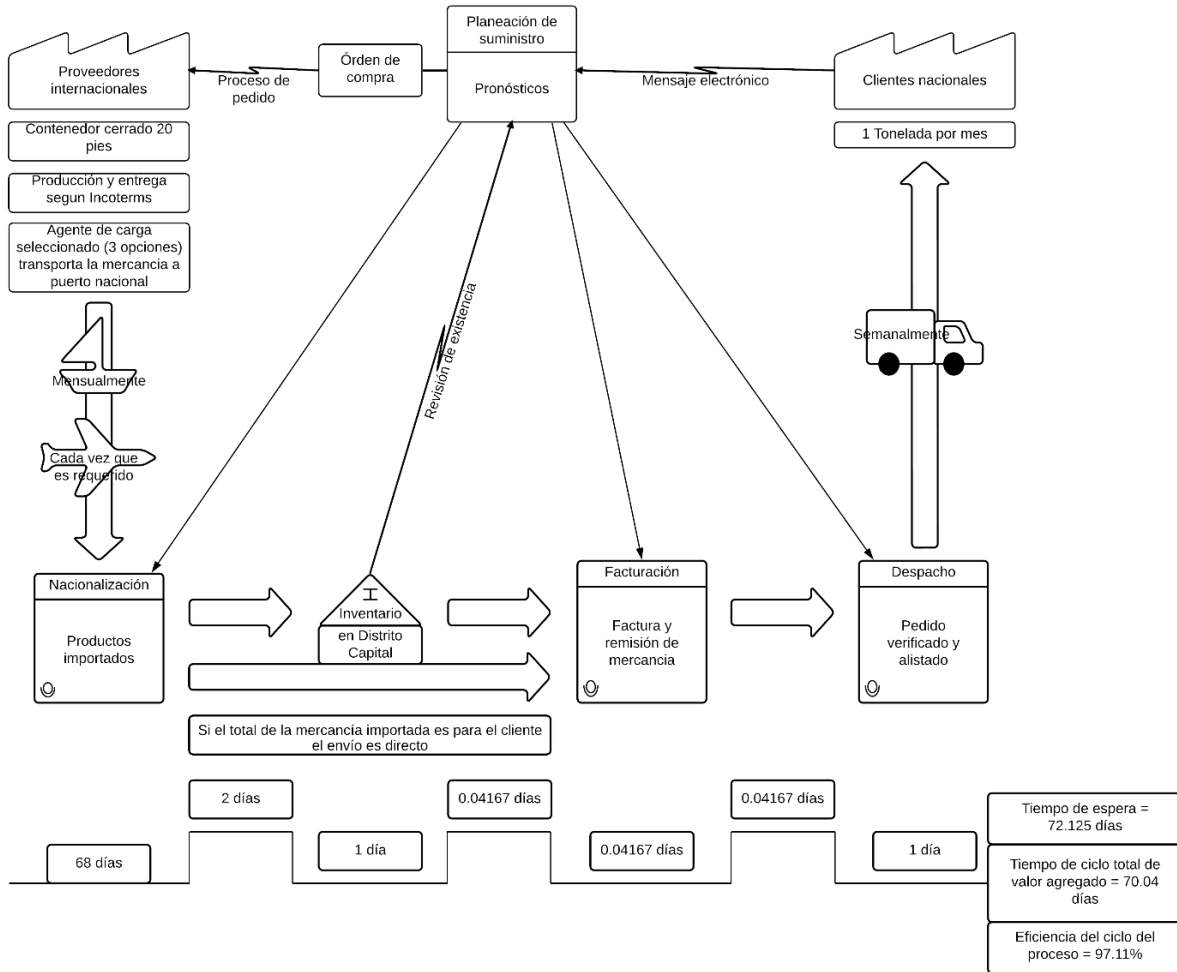 Proveedores
internacionales
Proceso de
pedido
Órden de
compra
Planeación de
suministro
Pronósticos
Mensaje electrónico
Clientes nacionales
Contenedor cerrado 20
pies
Producción y entrega
segun Incoterms
Agente de carga
seleccionado (3 opciones)
transporta la mercancia a
puerto nacional
1 Tonelada por mes
Mensualmente
Cada vez que
es requerido
Revisión de existencia
Semanalmente
Nacionalización
Productos
importados
I
Inventario
en Distrito
Capital
Facturación
Factura y
remisión de
mercancia
Despacho
Pedido
verificado y
alistado
Si el total de la mercancía importada es para el cliente
el envío es directo
68 días
2 días
1 día
0.04167 días
0.04167 días
0.04167 días
1 día
Tiempo de espera =
72.125 días
Tiempo de ciclo total de
valor agregado = 70.04
días
Eficiencia del ciclo del
proceso = 97.11%